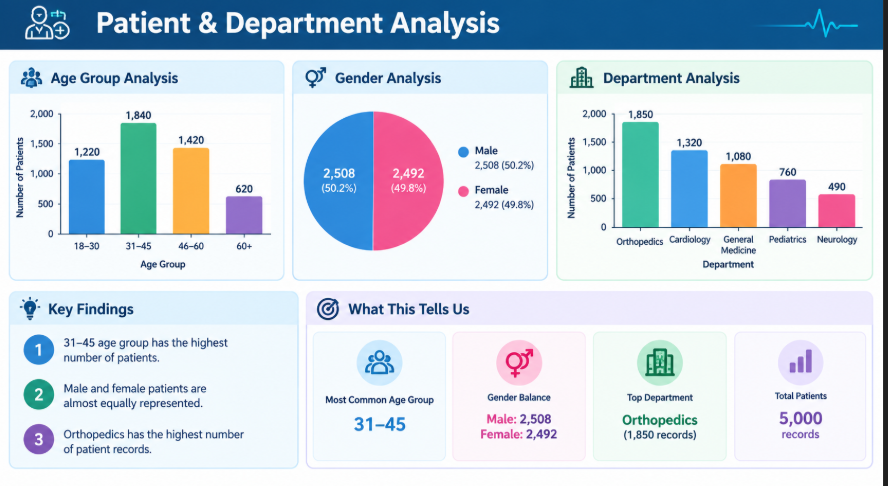 Patient & Department Analysis
Age Group Analysis
Number of Patients
2,000
1,500
1,000
500
0
1,220
1,840
1,420
620
18–30
31–45
46–60
60+
Age Group
Gender Analysis
2,508
(50.2%)
2,492
(49.8%)
Male
2,508 (50.2%)
Female
2,492 (49.8%)
Department Analysis
Number of Patients
2,000
1,500
1,000
500
0
1,850
1,320
1,080
760
490
Orthopedics
Cardiology
General
Medicine
Pediatrics
Neurology
Department
Key Findings
1
31–45 age group has the highest
number of patients.
2
Male and female patients are
almost equally represented.
3
Orthopedics has the highest number
of patient records.
What This Tells Us
Most Common Age Group
31–45
Gender Balance
Male: 2,508
Female: 2,492
Top Department
Orthopedics
(1,850 records)
Total Patients
5,000
records